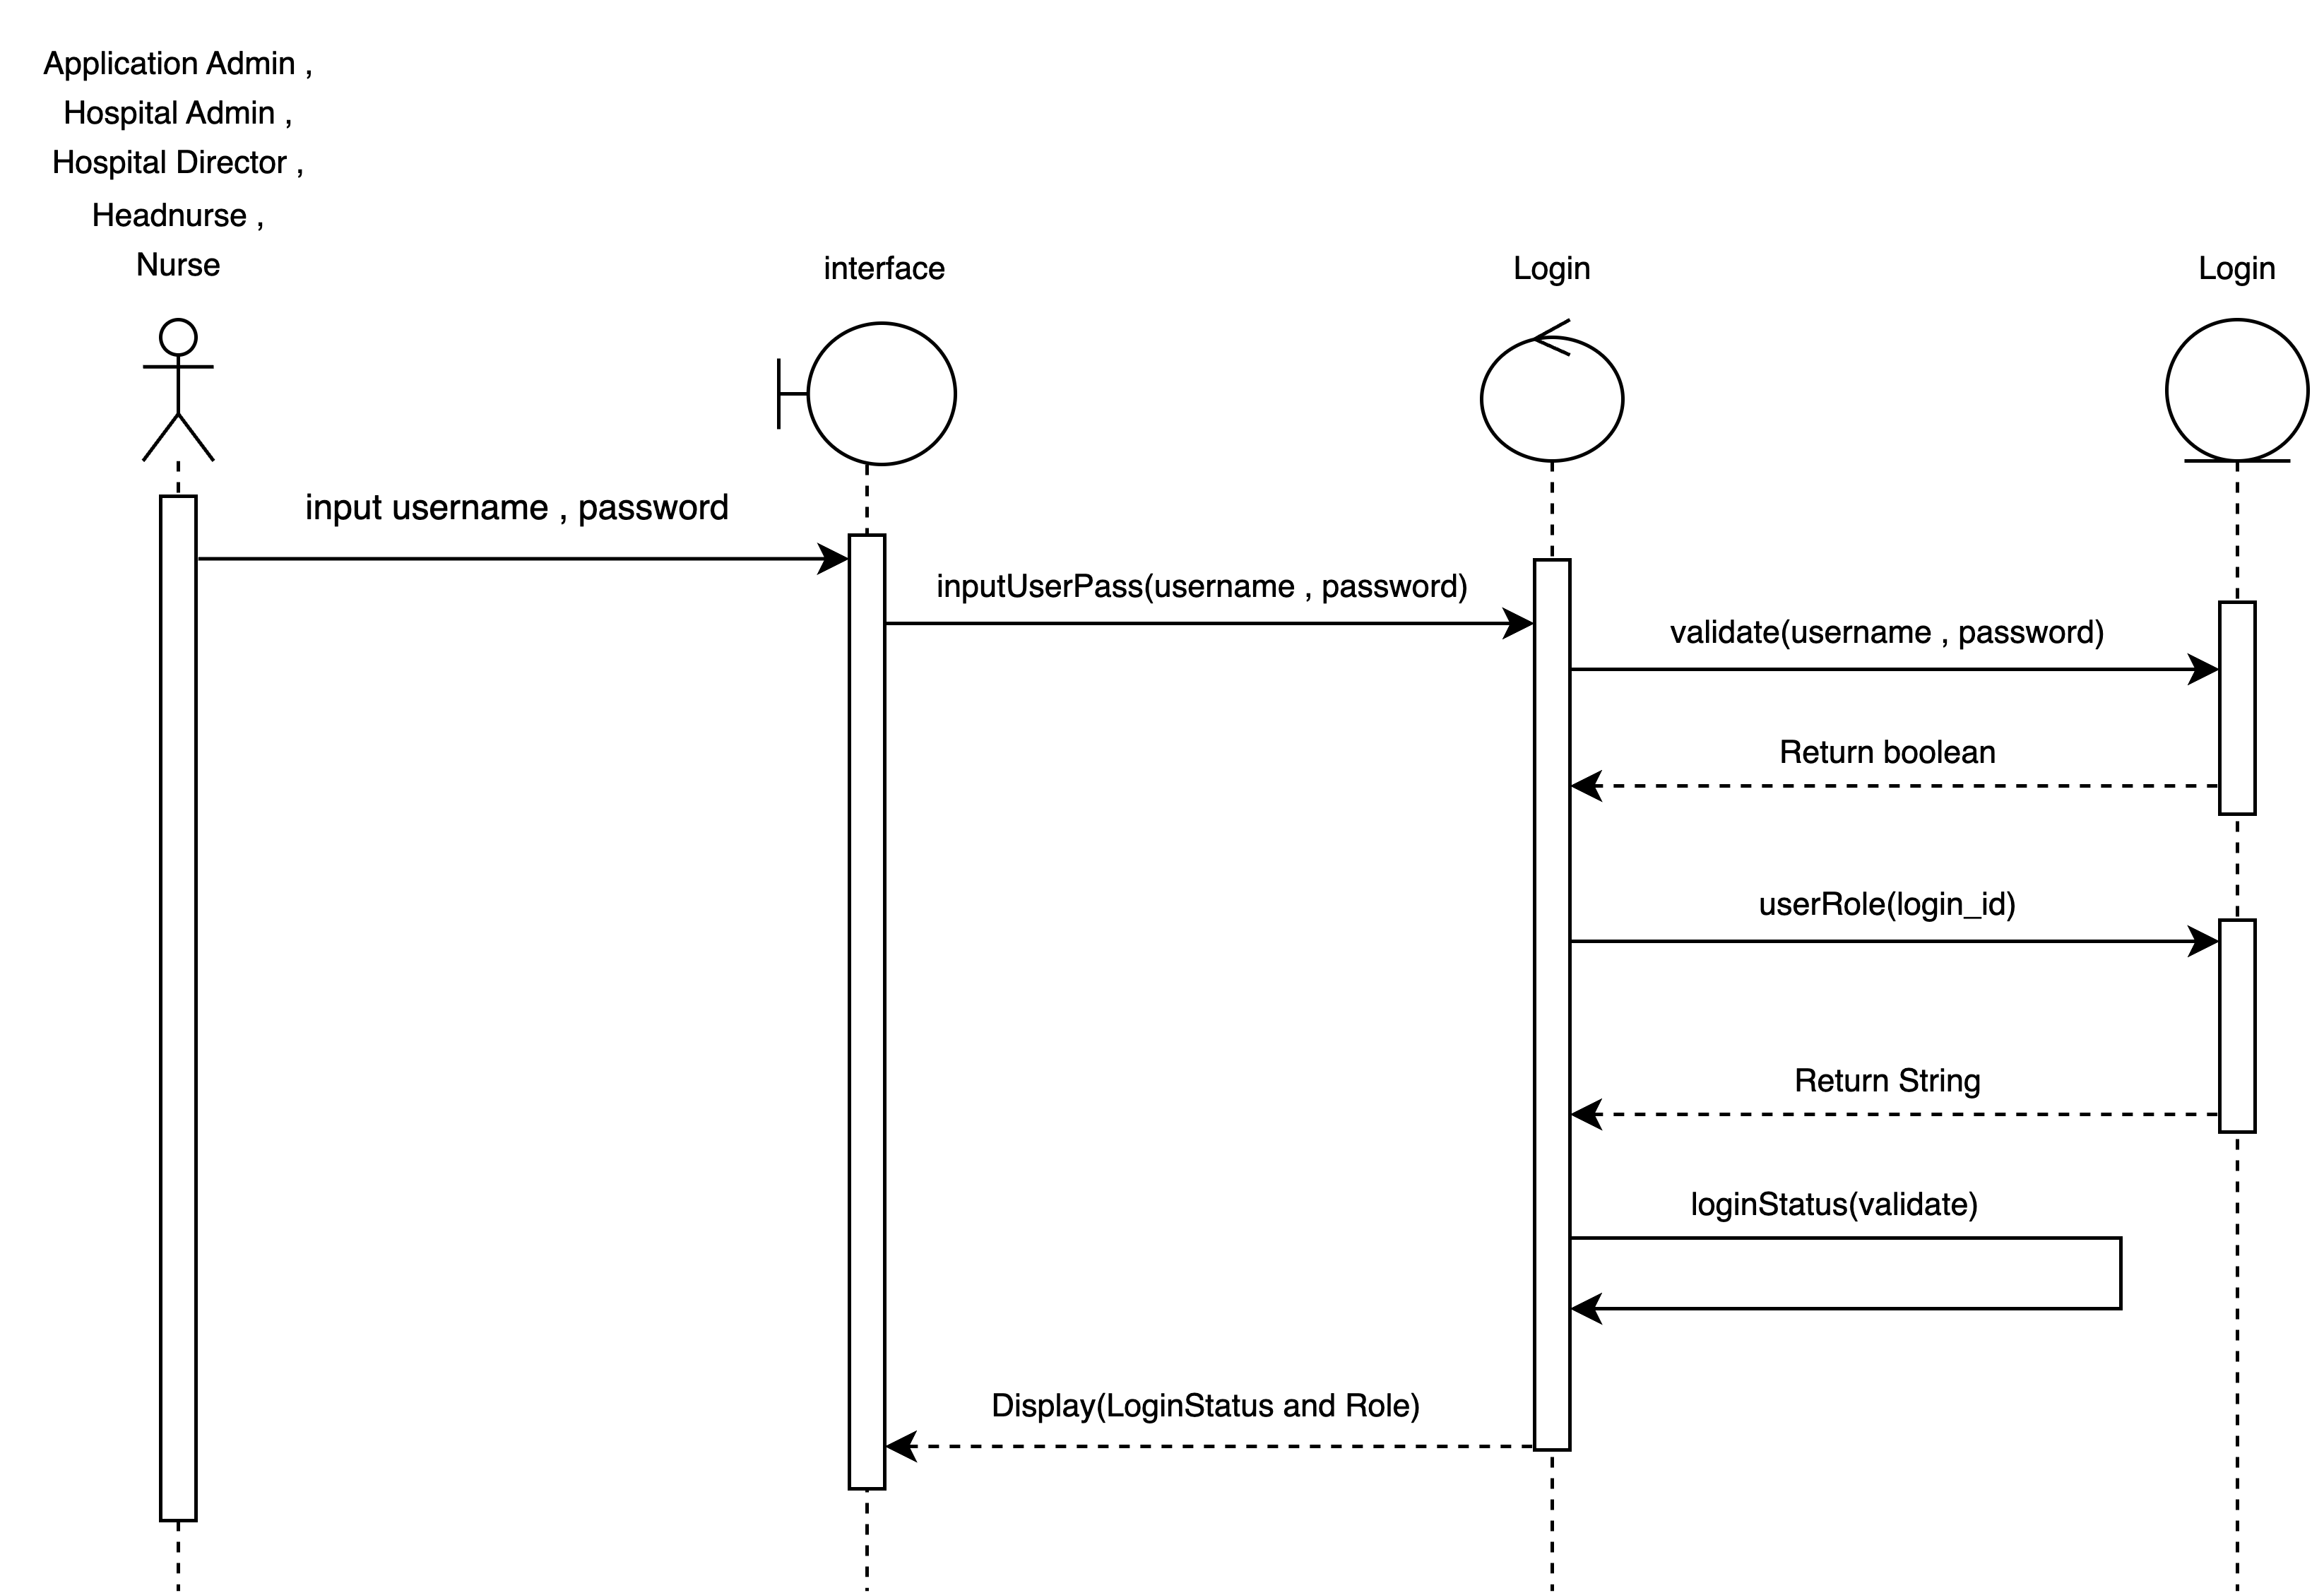 Application Admin ,
Hospital Admin ,
Hospital Director ,
Headnurse ,
Nurse
interface
Login
Login
input username , password
inputUserPass(username , password)
validate(username , password)
Return boolean
userRole(login_id)
Return String
loginStatus(validate)
Display(LoginStatus and Role)